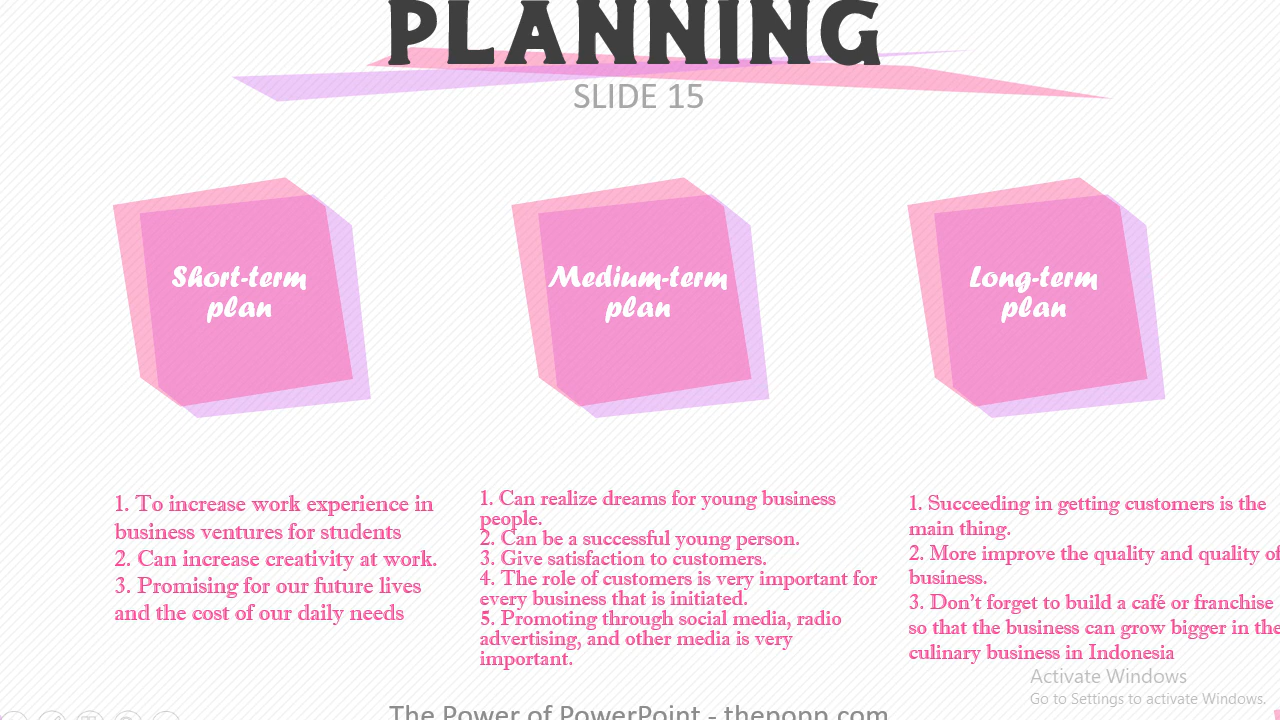 PLANNING
SLIDE 15
Short-term
plan
Medium-term
plan
Long-term
plan
1. To increase work experience in
business ventures for students
2. Can increase creativity at work.
3. Promising for our future lives
and the cost of our daily needs
1. Can realize dreams for young business
people.
2. Can be a successful young person.
3. Give satisfaction to customers.
4. The role of customers is very important for
every business that is initiated.
5. Promoting through social media, radio
advertising, and other media is very
important.
1. Succeeding in getting customers is the
main thing.
2. More improve the quality and quality of
business.
3. Don’t forget to build a café or franchise
so that the business can grow bigger in the
culinary business in Indonesia
Activate Windows
Go to Settings to activate Windows.
The Power of PowerPoint - thepopp.com